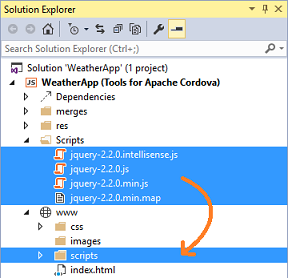 Solution Explorer
Search Solution Explorer (Ctrl+;)
Solution 'WeatherApp' (1 project)
JS WeatherApp (Tools for Apache Cordova)
Dependencies
merges
res
Scripts
jquery-2.2.0.intellisense.js
jquery-2.2.0.js
jquery-2.2.0.min.js
jquery-2.2.0.min.map
www
css
images
scripts
index.html